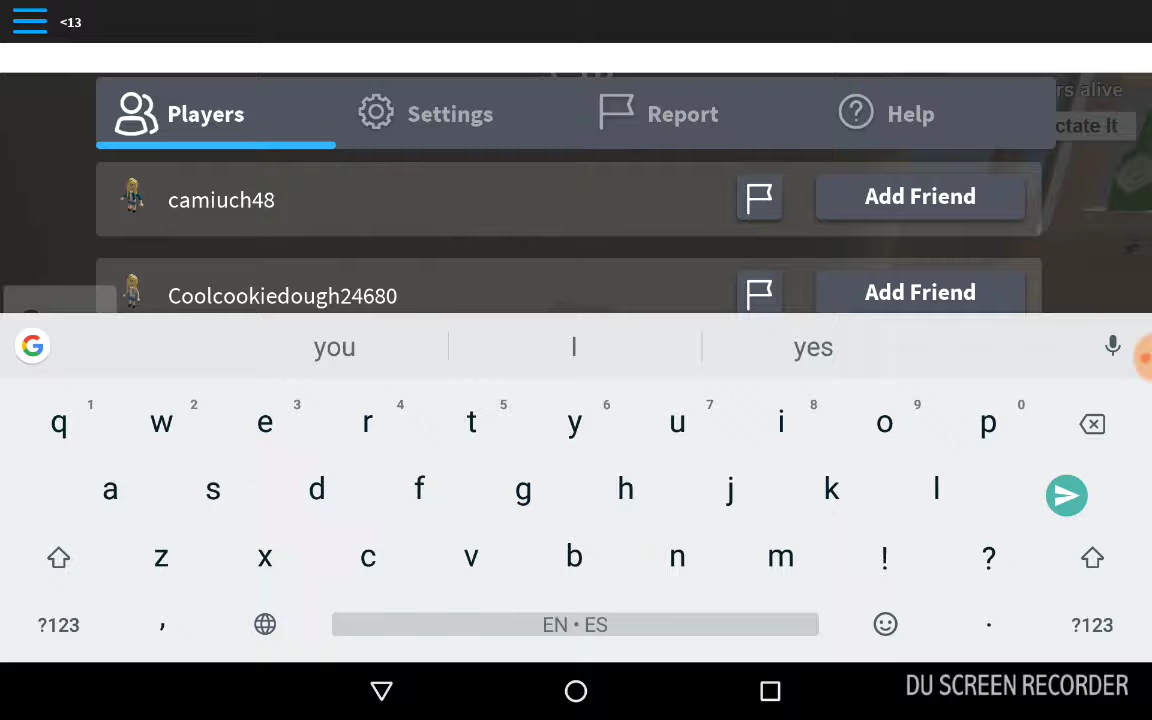 <13
rs alive
Players Settings Report Help
ctate It
camiuch48 Add Friend
Coolcookiedough24680 Add Friend
G you I yes
q 1 w 2 e 3 r 4 t 5 y 6 u 7 i 8 o 9 p 0
a s d f g h j k l
z x c v b n m ! ?
?123 , EN • ES . ?123
DU SCREEN RECORDER